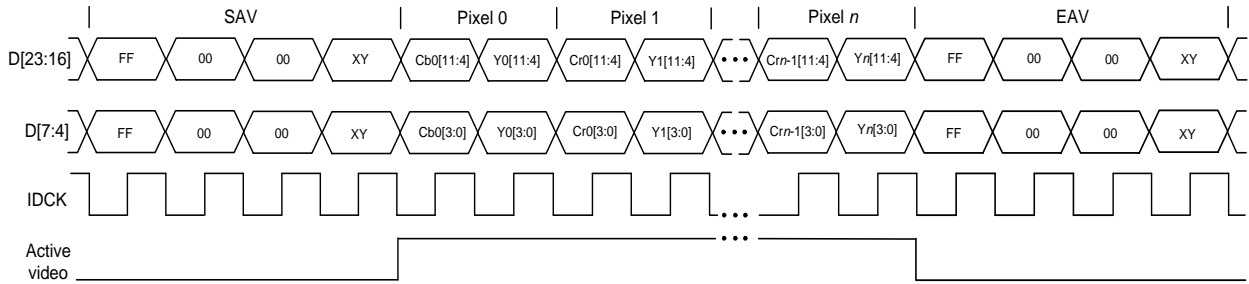 SAV Pixel 0 Pixel 1 Pixel n EAV
D[23:16] FF 00 00 XY Cb0[11:4] Y0[11:4] Cr0[11:4] Y1[11:4] ••• Crn-1[11:4] Yn[11:4] FF 00 00 XY
D[7:4] FF 00 00 XY Cb0[3:0] Y0[3:0] Cr0[3:0] Y1[3:0] ••• Crn-1[3:0] Yn[3:0] FF 00 00 XY
IDCK •••
Active •••
video